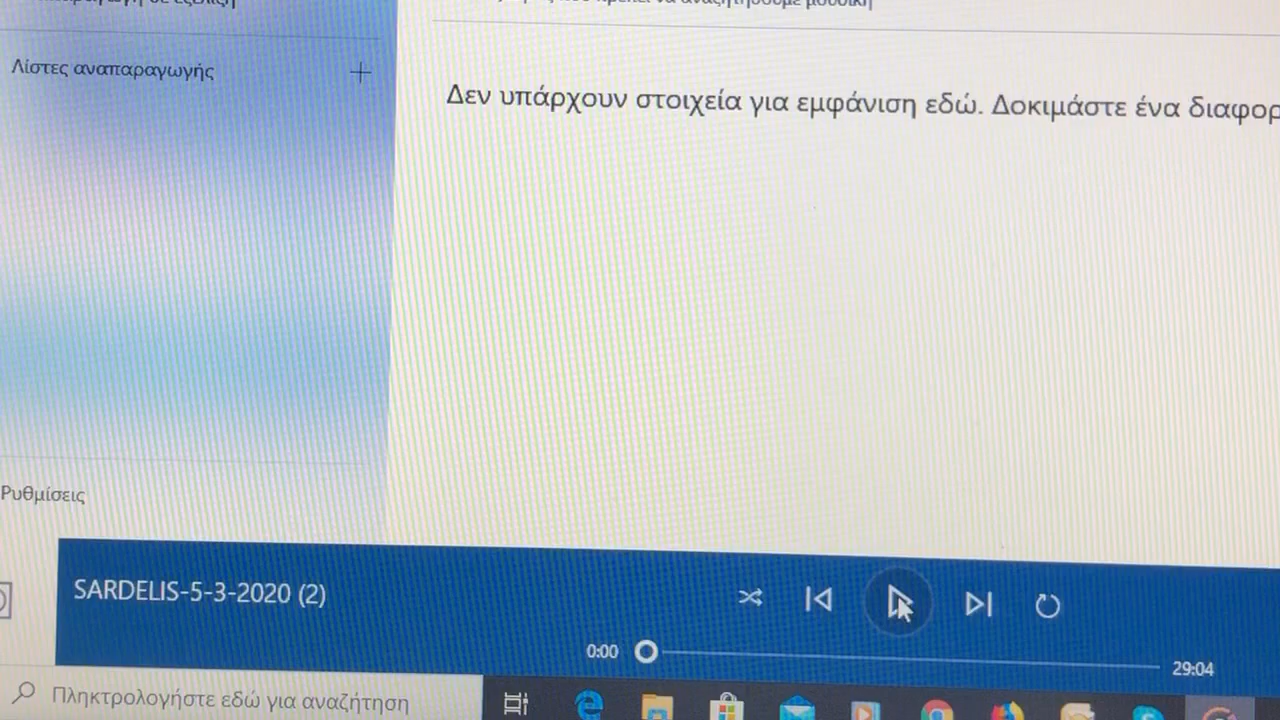 Λίστες αναπαραγωγής
Δεν υπάρχουν στοιχεία για εμφάνιση εδώ. Δοκιμάστε ένα
Ρυθμίσεις
SARDELIS-5-3-2020 (2)
0:00
29:04
Πληκτρολογήστε εδώ για αναζήτηση